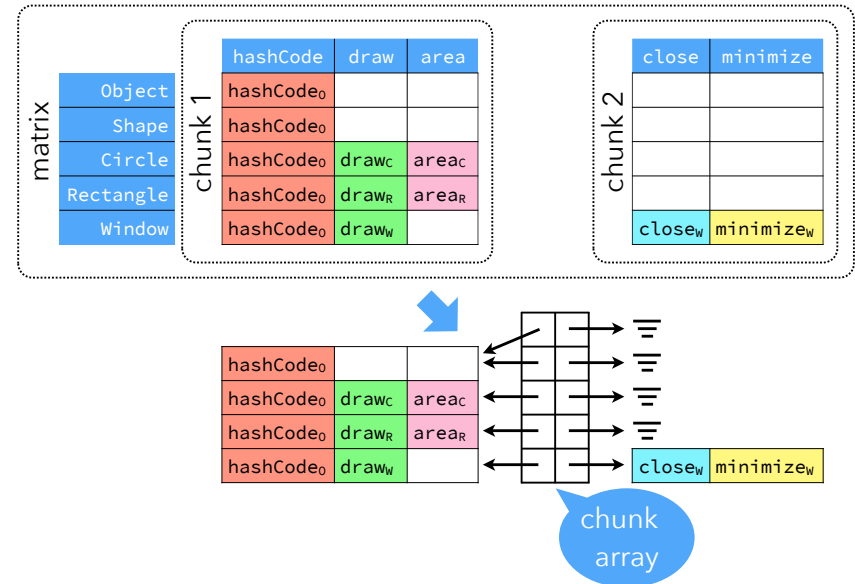 matrix
chunk 1
chunk 2
hashCode draw area close minimize
Object hashCodeO
Shape hashCodeO
Circle hashCodeO drawC areaC
Rectangle hashCodeO drawR areaR
Window hashCodeO drawW closeW minimizeW
hashCodeO
hashCodeO drawC areaC
hashCodeO drawR areaR
hashCodeO drawW closeW minimizeW
chunk
array